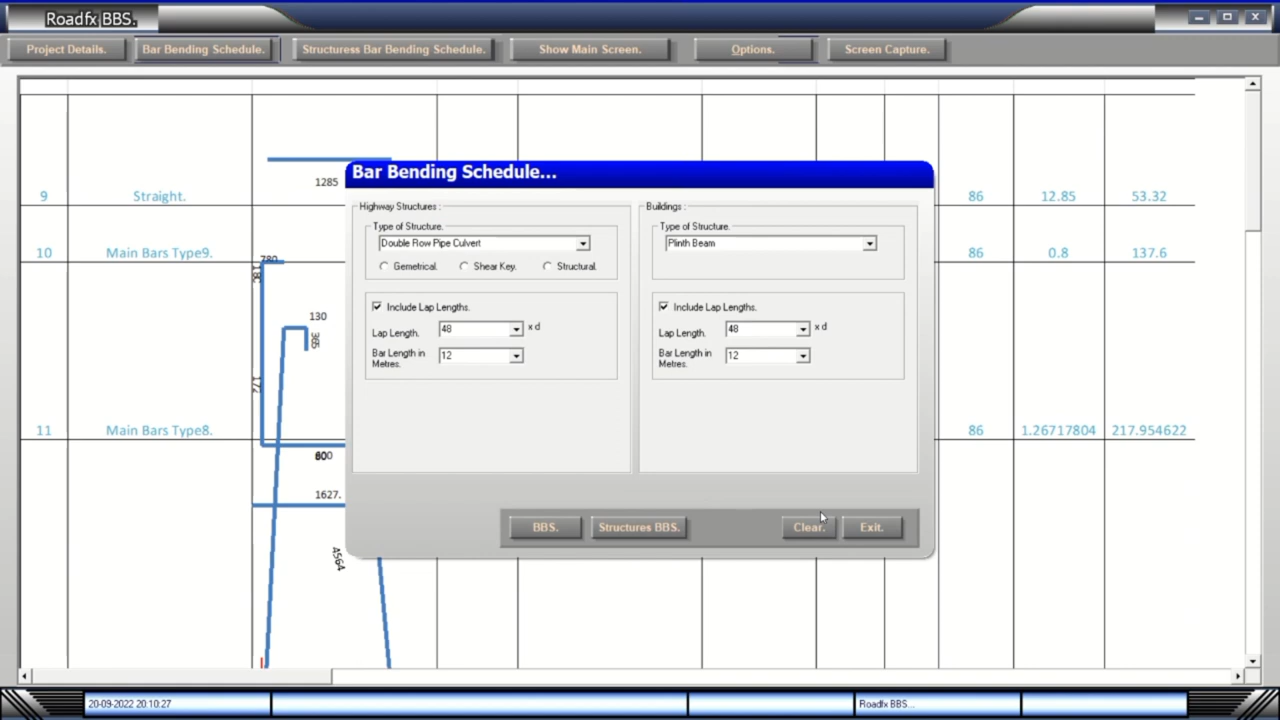 Roadfx BBS.
Project Details.
Bar Bending Schedule.
Structuress Bar Bending Schedule.
Show Main Screen.
Options.
Screen Capture.
1285
9 Straight. 86 12.85 53.32
10 Main Bars Type9. 780 86 0.8 137.6
180
130
365
172
11 Main Bars Type8. 86 1.26717804 217.954622
1627.
4564
Bar Bending Schedule...
Highway Structures :
Type of Structure.
Double Row Pipe Culvert
Gemetrical. Shear Key. Structural.
Include Lap Lengths.
Lap Length. 48 x d
Bar Length in
Metres.
12
Buildings :
Type of Structure.
Plinth Beam
Include Lap Lengths.
Lap Length. 48 x d
Bar Length in
Metres.
12
BBS.
Structures BBS.
Clear.
Exit.
20-09-2022 20:10:27
Roadfx BBS...